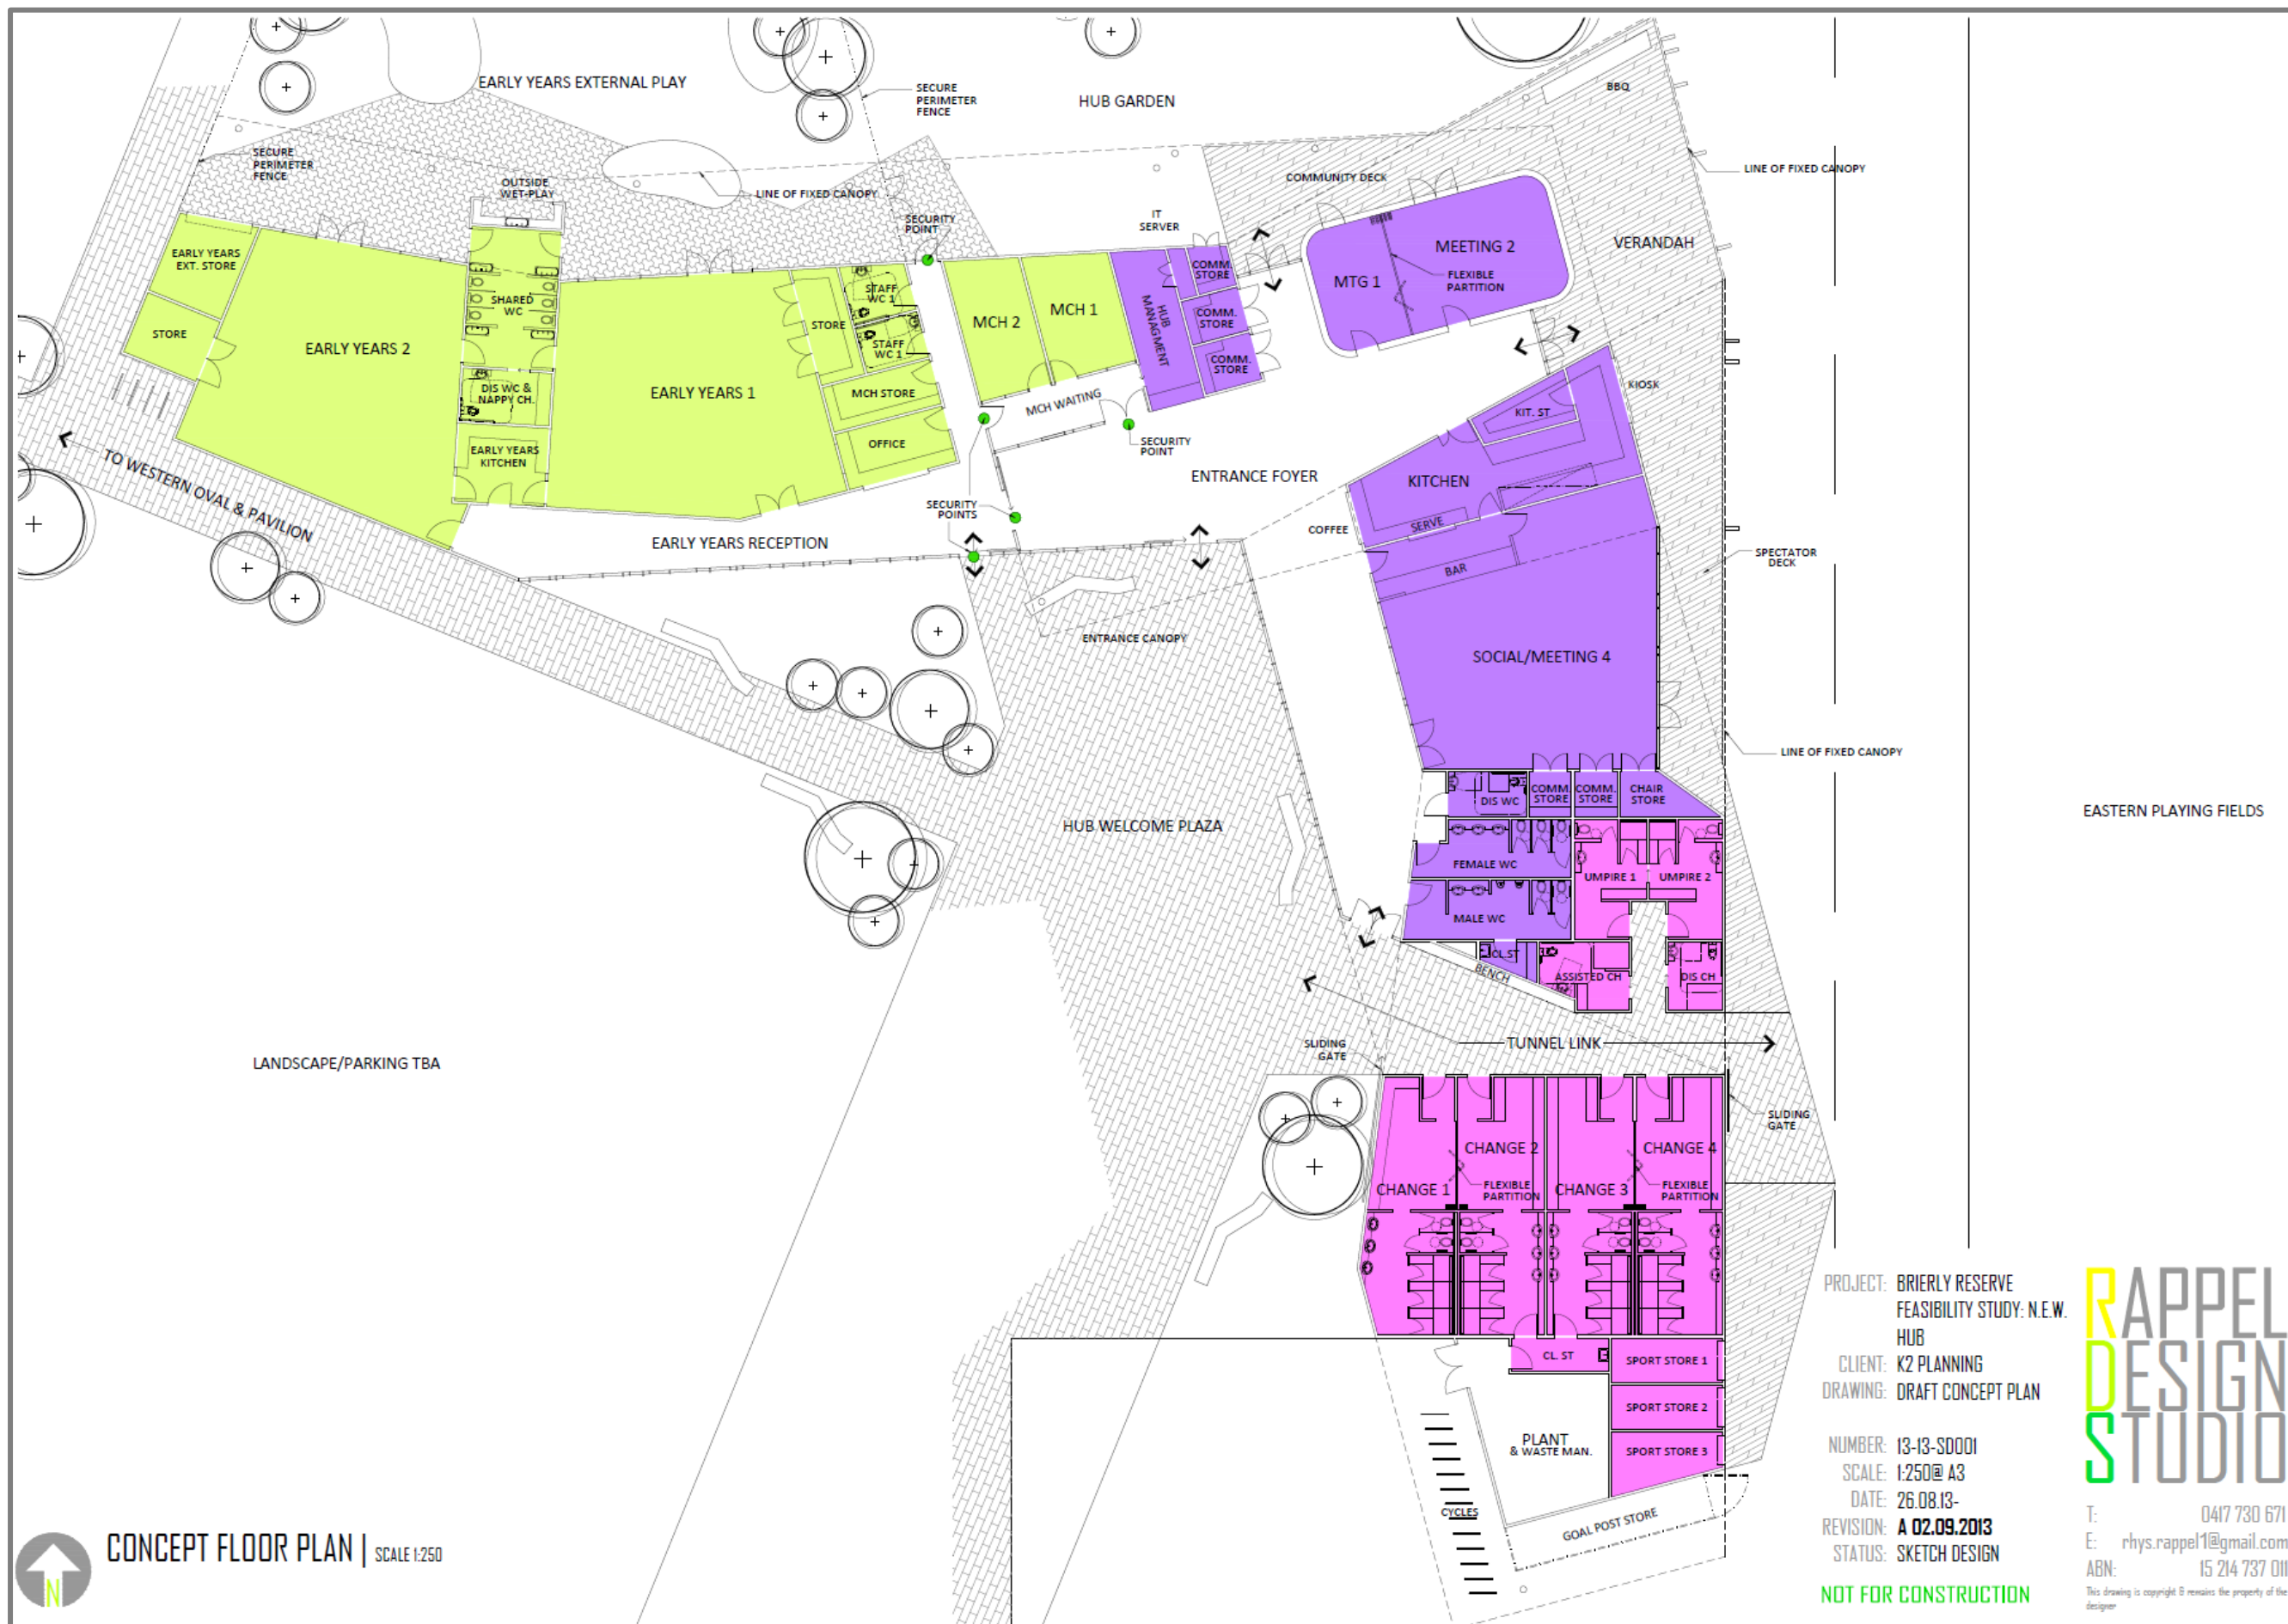 EARLY YEARS EXTERNAL PLAY
SECURE
PERIMETER
FENCE
HUB GARDEN
BBQ
SECURE
PERIMETER
FENCE
OUTSIDE
WET-PLAY
LINE OF FIXED CANOPY
SECURITY
POINT
IT
SERVER
COMMUNITY DECK
LINE OF FIXED CANOPY
EARLY YEARS
EXT. STORE
STORE
EARLY YEARS 2
SHARED
WC
DIS WC &
NAPPY CH.
EARLY YEARS
KITCHEN
EARLY YEARS 1
STORE
STAFF
WC 1
STAFF
WC 1
MCH STORE
OFFICE
MCH 2
MCH 1
HUB
MANAGMENT
COMM.
STORE
COMM.
STORE
COMM.
STORE
MTG 1
MEETING 2
FLEXIBLE
PARTITION
VERANDAH
MCH WAITING
SECURITY
POINT
ENTRANCE FOYER
KIOSK
KIT. ST
KITCHEN
SERVE
COFFEE
BAR
TO WESTERN OVAL & PAVILION
SECURITY
POINTS
EARLY YEARS RECEPTION
SPECTATOR
DECK
ENTRANCE CANOPY
SOCIAL/MEETING 4
LINE OF FIXED CANOPY
DIS WC
COMM.
STORE
COMM.
STORE
CHAIR
STORE
HUB WELCOME PLAZA
EASTERN PLAYING FIELDS
FEMALE WC
UMPIRE 1
UMPIRE 2
MALE WC
CL.ST
BENCH
ASSISTED CH
DIS CH
TUNNEL LINK
LANDSCAPE/PARKING TBA
SLIDING
GATE
SLIDING
GATE
CHANGE 1
CHANGE 2
FLEXIBLE
PARTITION
CHANGE 3
CHANGE 4
FLEXIBLE
PARTITION
CL. ST
SPORT STORE 1
SPORT STORE 2
SPORT STORE 3
PLANT
& WASTE MAN.
CYCLES
GOAL POST STORE
N
CONCEPT FLOOR PLAN | SCALE 1:250
PROJECT: BRIERLY RESERVE
FEASIBILITY STUDY: N.E.W.
HUB
CLIENT: K2 PLANNING
DRAWING: DRAFT CONCEPT PLAN
NUMBER: 13-13-SD001
SCALE: 1:250@ A3
DATE: 26.08.13-
REVISION: A 02.09.2013
STATUS: SKETCH DESIGN
NOT FOR CONSTRUCTION
RAPPEL
DESIGN
STUDIO
T: 0417 730 671
E: rhys.rappel1@gmail.com
ABN: 15 214 737 011
This drawing is copyright & remains the property of the
designer